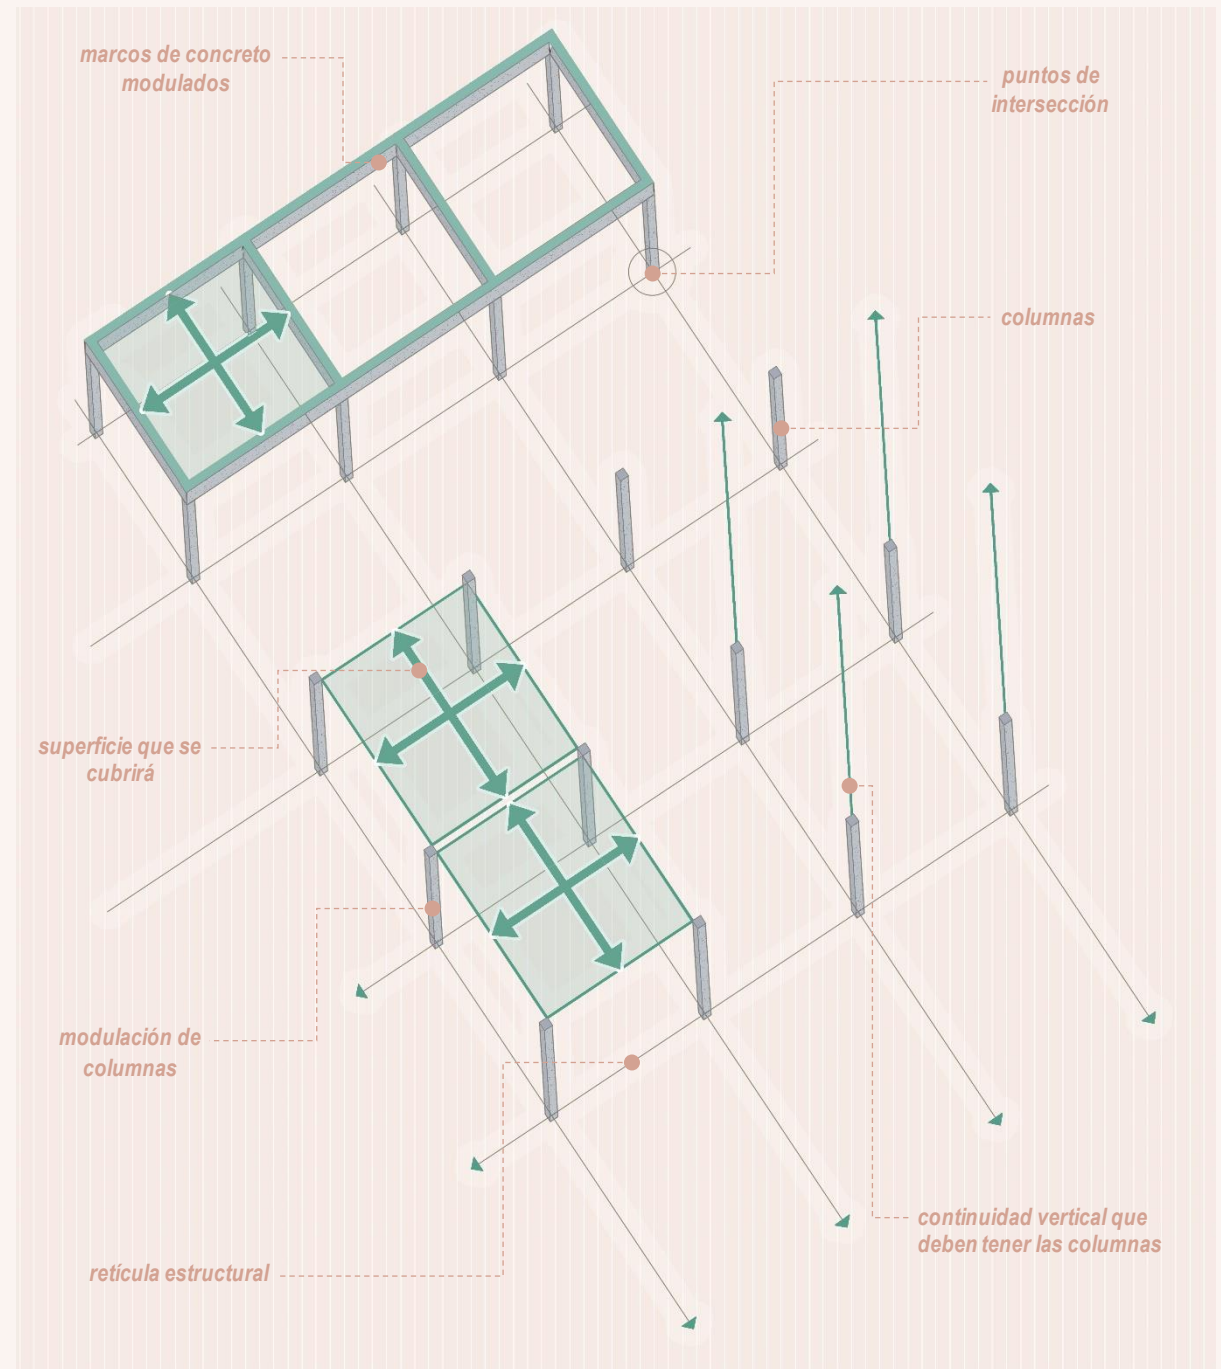 marcos de concreto
modulados
puntos de
intersección
columnas
superficie que se
cubrirá
modulación de
columnas
continuidad vertical que
deben tener las columnas
retícula estructural